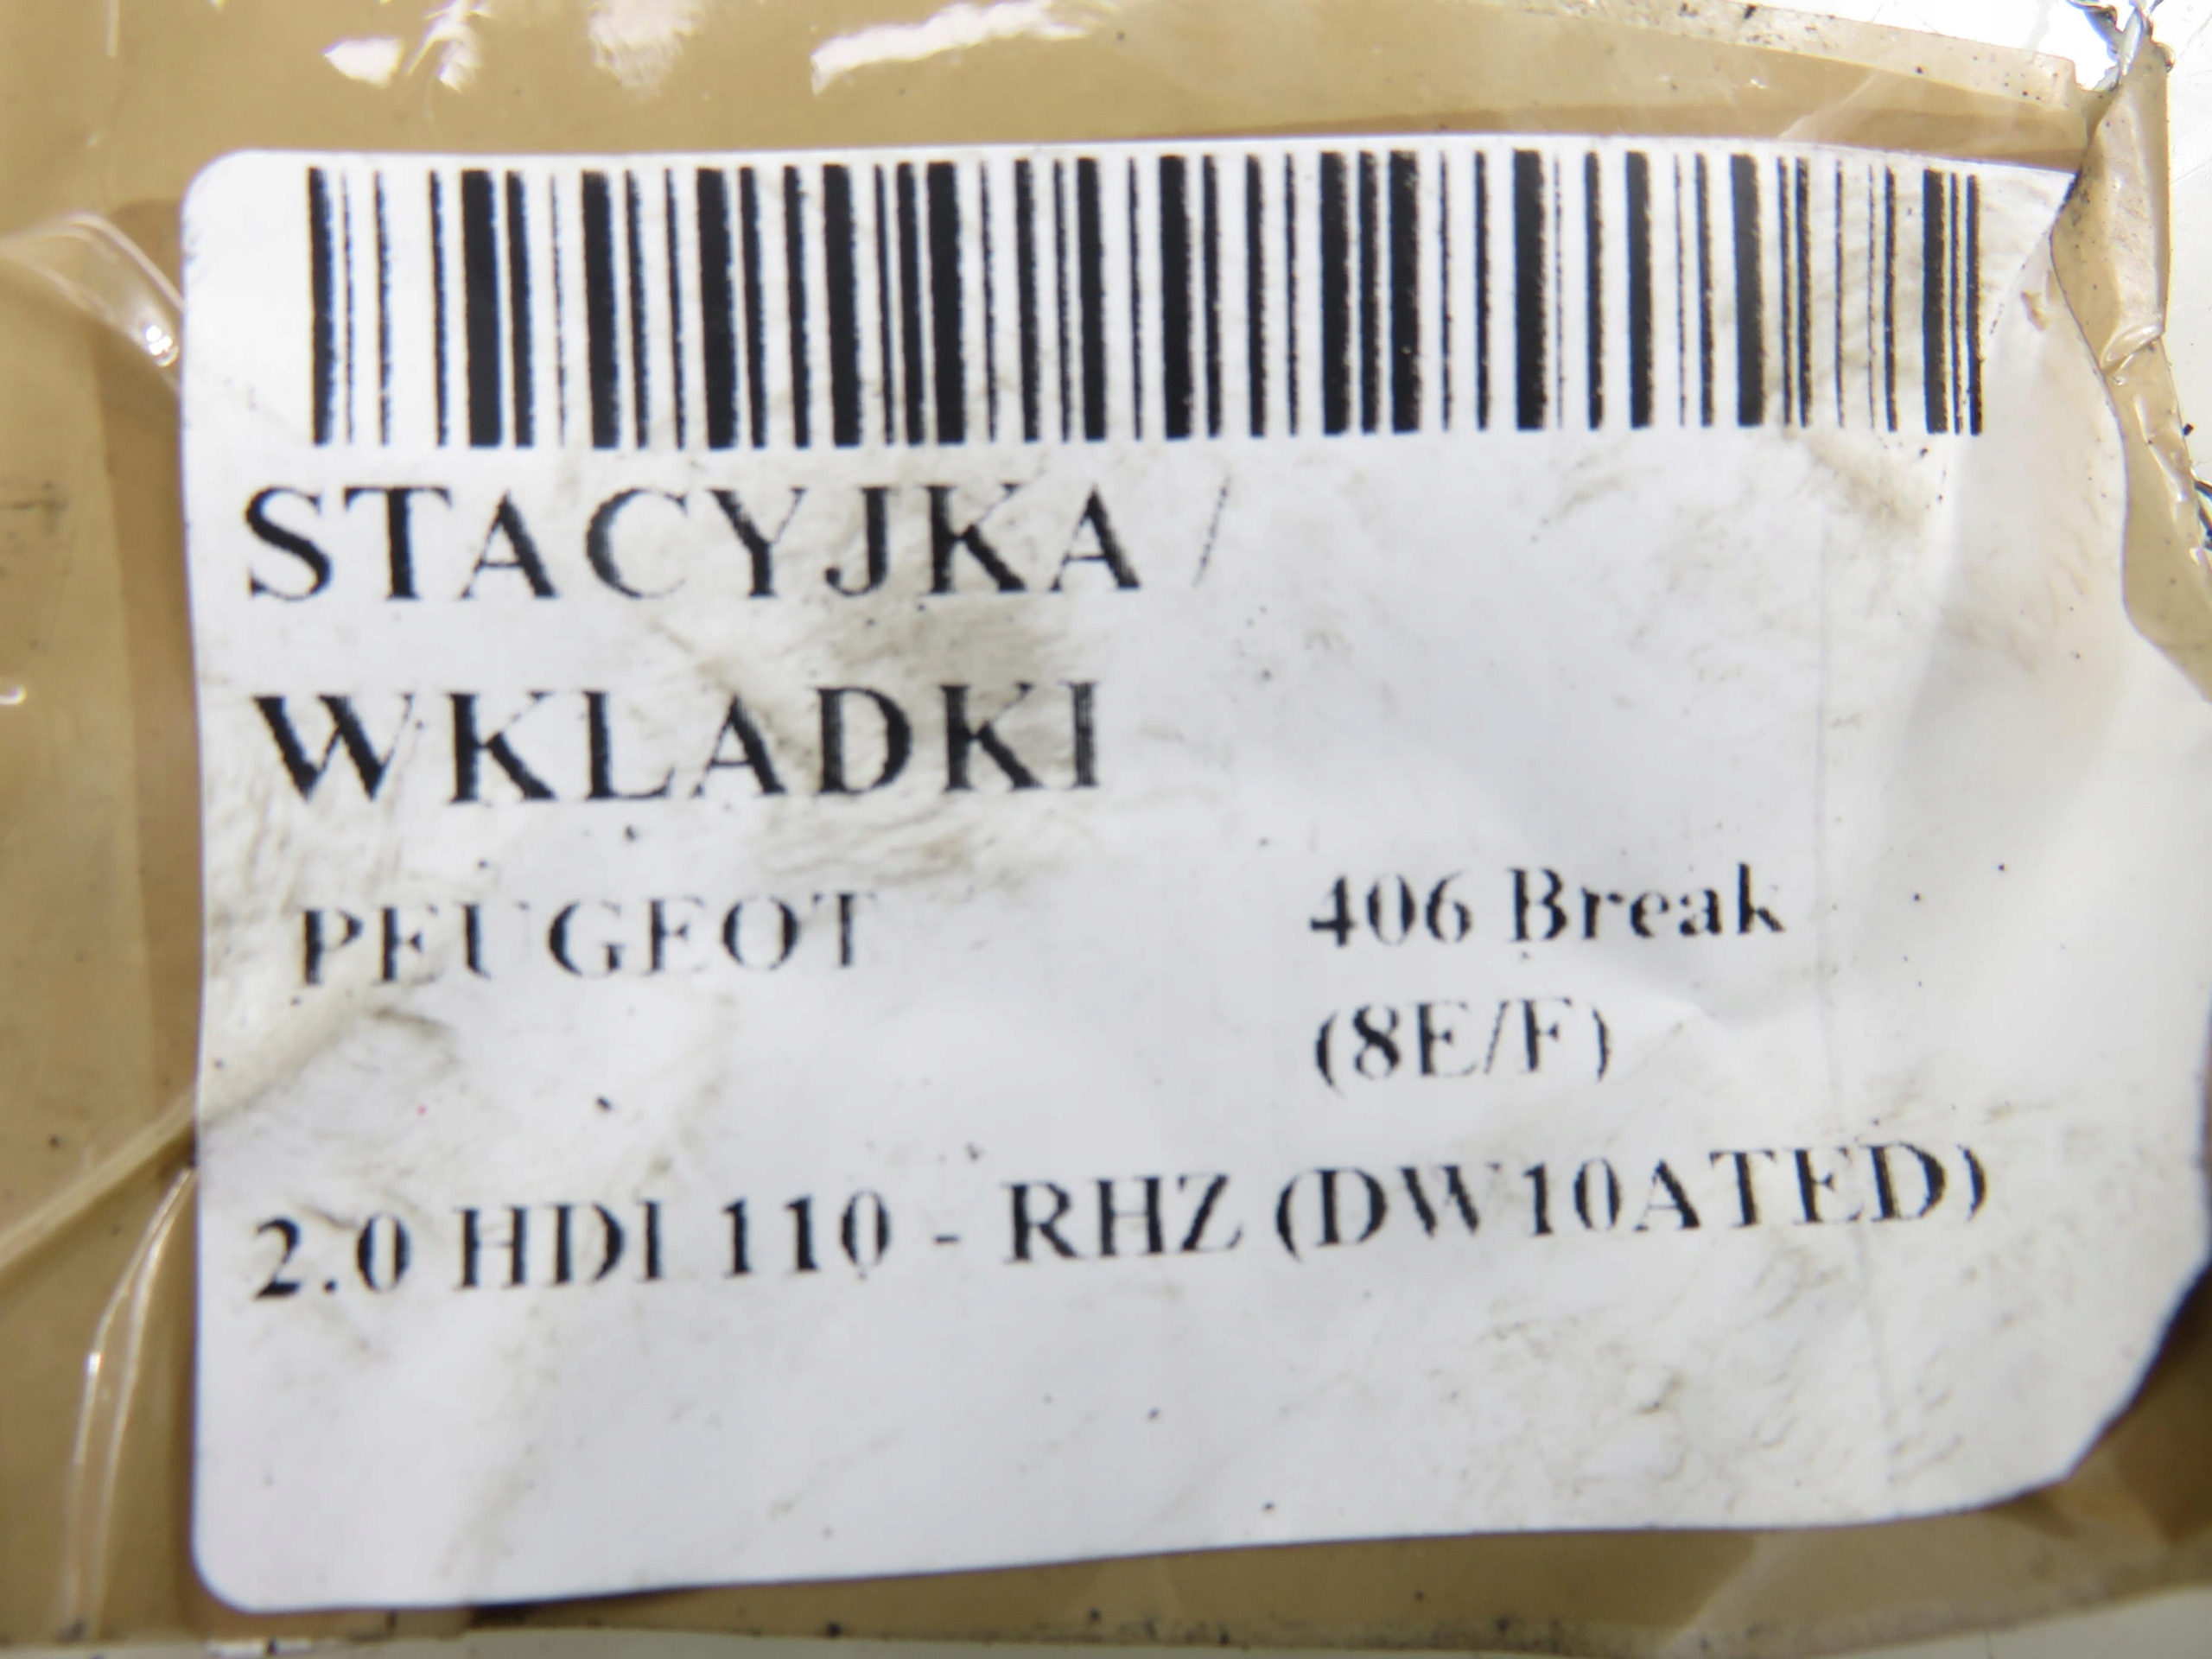 STACYJKA /
WKLADKI
PEUGEOT 406 Break
(8E/F)
2.0 HDI 110 - RHZ (DW10ATED)